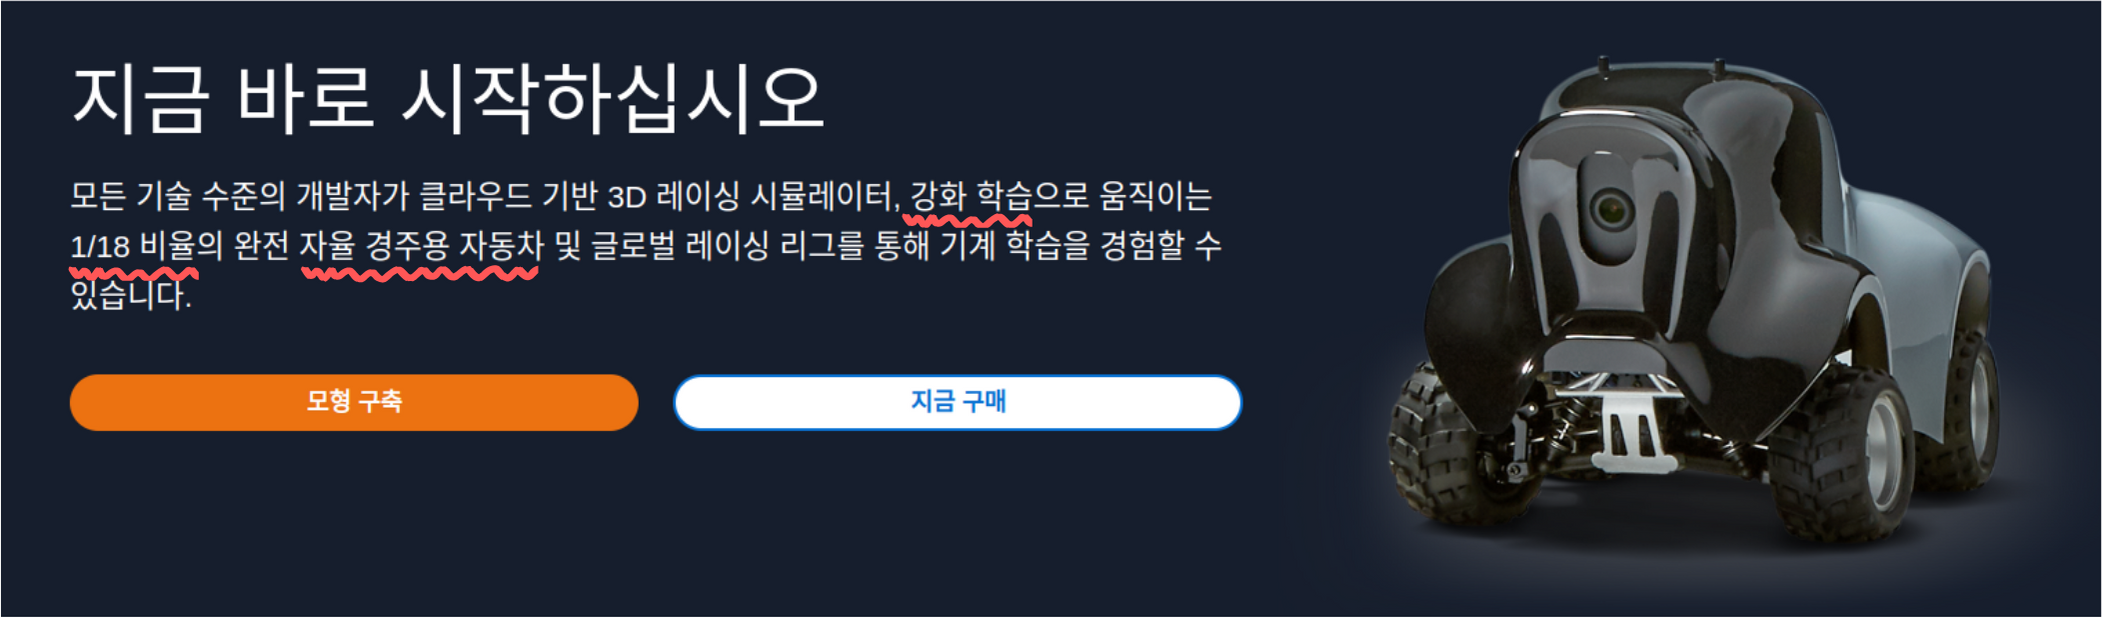 지금 바로 시작하십시오
모든 기술 수준의 개발자가 클라우드 기반 3D 레이싱 시뮬레이터, 강화 학습으로 움직이는
1/18 비율의 완전 자율 경주용 자동차 및 글로벌 레이싱 리그를 통해 기계 학습을 경험할 수
있습니다.
모형 구축
지금 구매